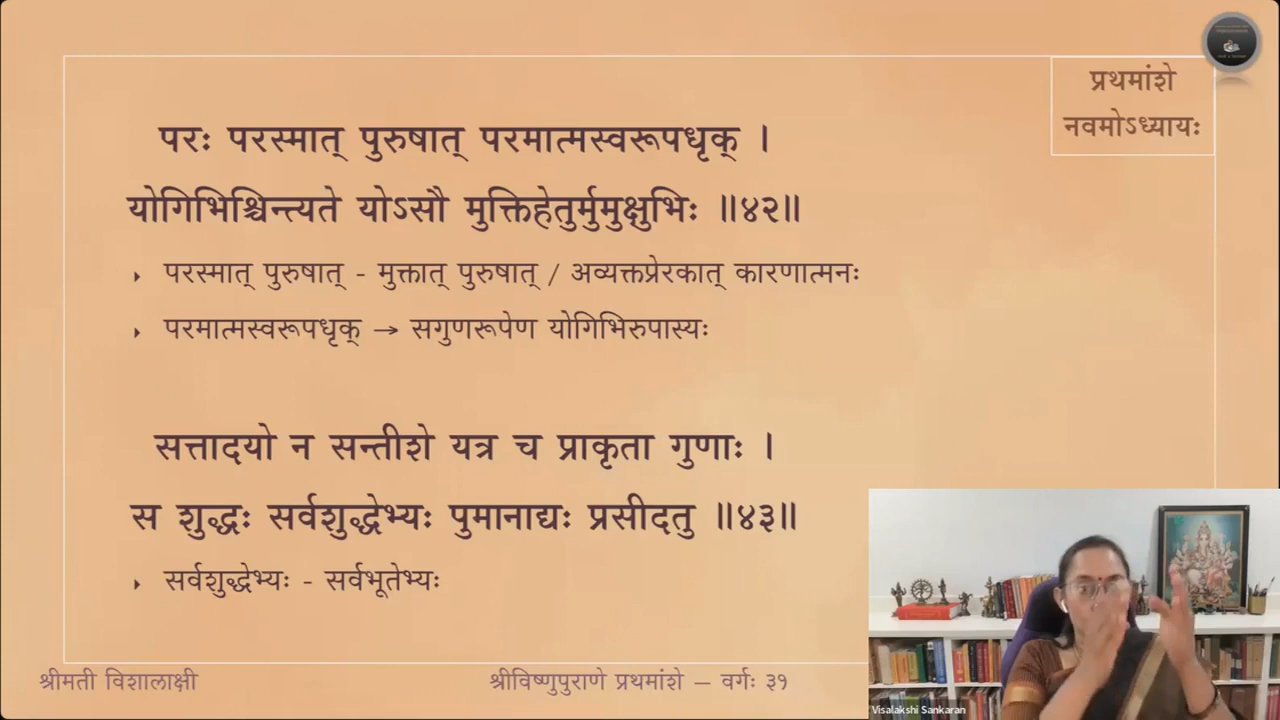 प्रथमांशे
नवमोऽध्यायः
परः परस्मात् पुरुषात् परमात्मस्वरूपधृक् ।
योगिभिश्चिन्त्यते योऽसौ मुक्तिहेतुर्मुमुक्षुभिः ॥४२॥
परस्मात् पुरुषात् - मुक्तात् पुरुषात् / अव्यक्तप्रेरकात् कारणात्मनः
परमात्मस्वरूपधृक् → सगुणरूपेण योगिभिरुपास्यः
सत्तादयो न सन्तीशे यत्र च प्राकृता गुणाः ।
स शुद्धः सर्वशुद्धेभ्यः पुमानाद्यः प्रसीदतु ॥४३॥
सर्वशुद्धेभ्यः - सर्वभूतेभ्यः
श्रीमती विशालाक्षी
श्रीविष्णुपुराणे प्रथमांशे – वर्गः ३१
Visalakshi Sankaran